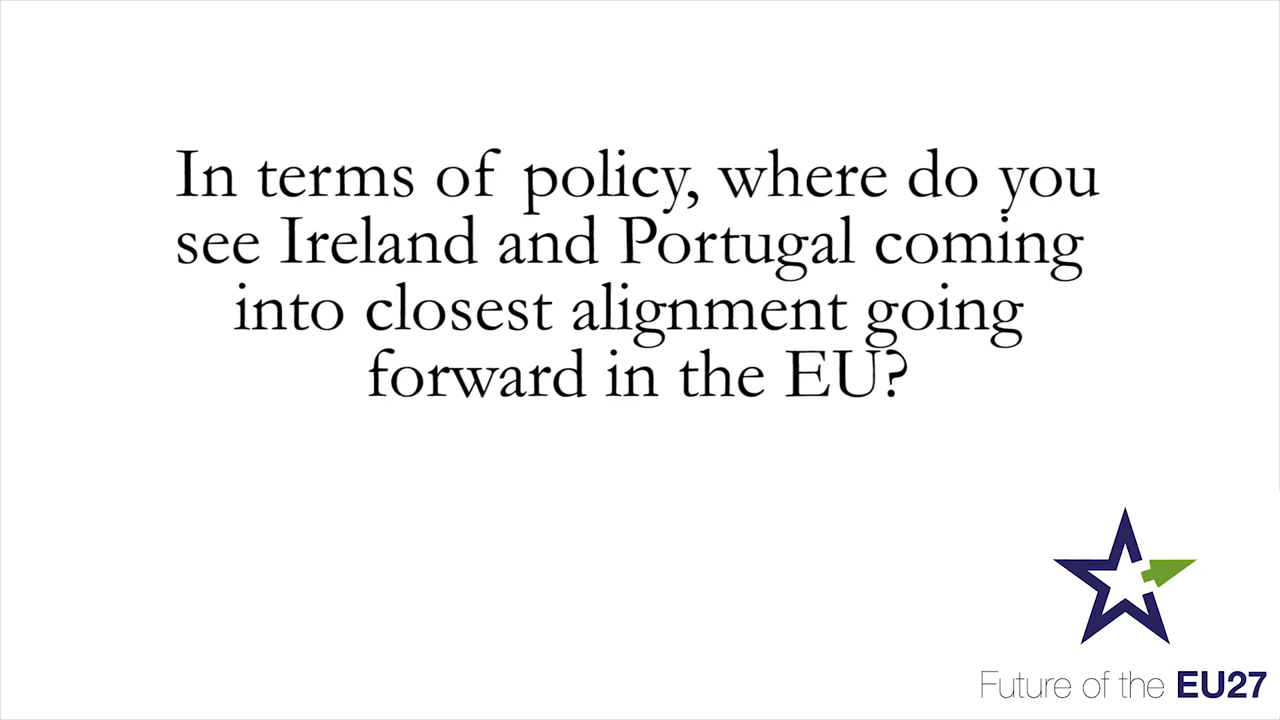 In terms of policy, where do you
see Ireland and Portugal coming
into closest alignment going
forward in the EU?
Future of the EU27